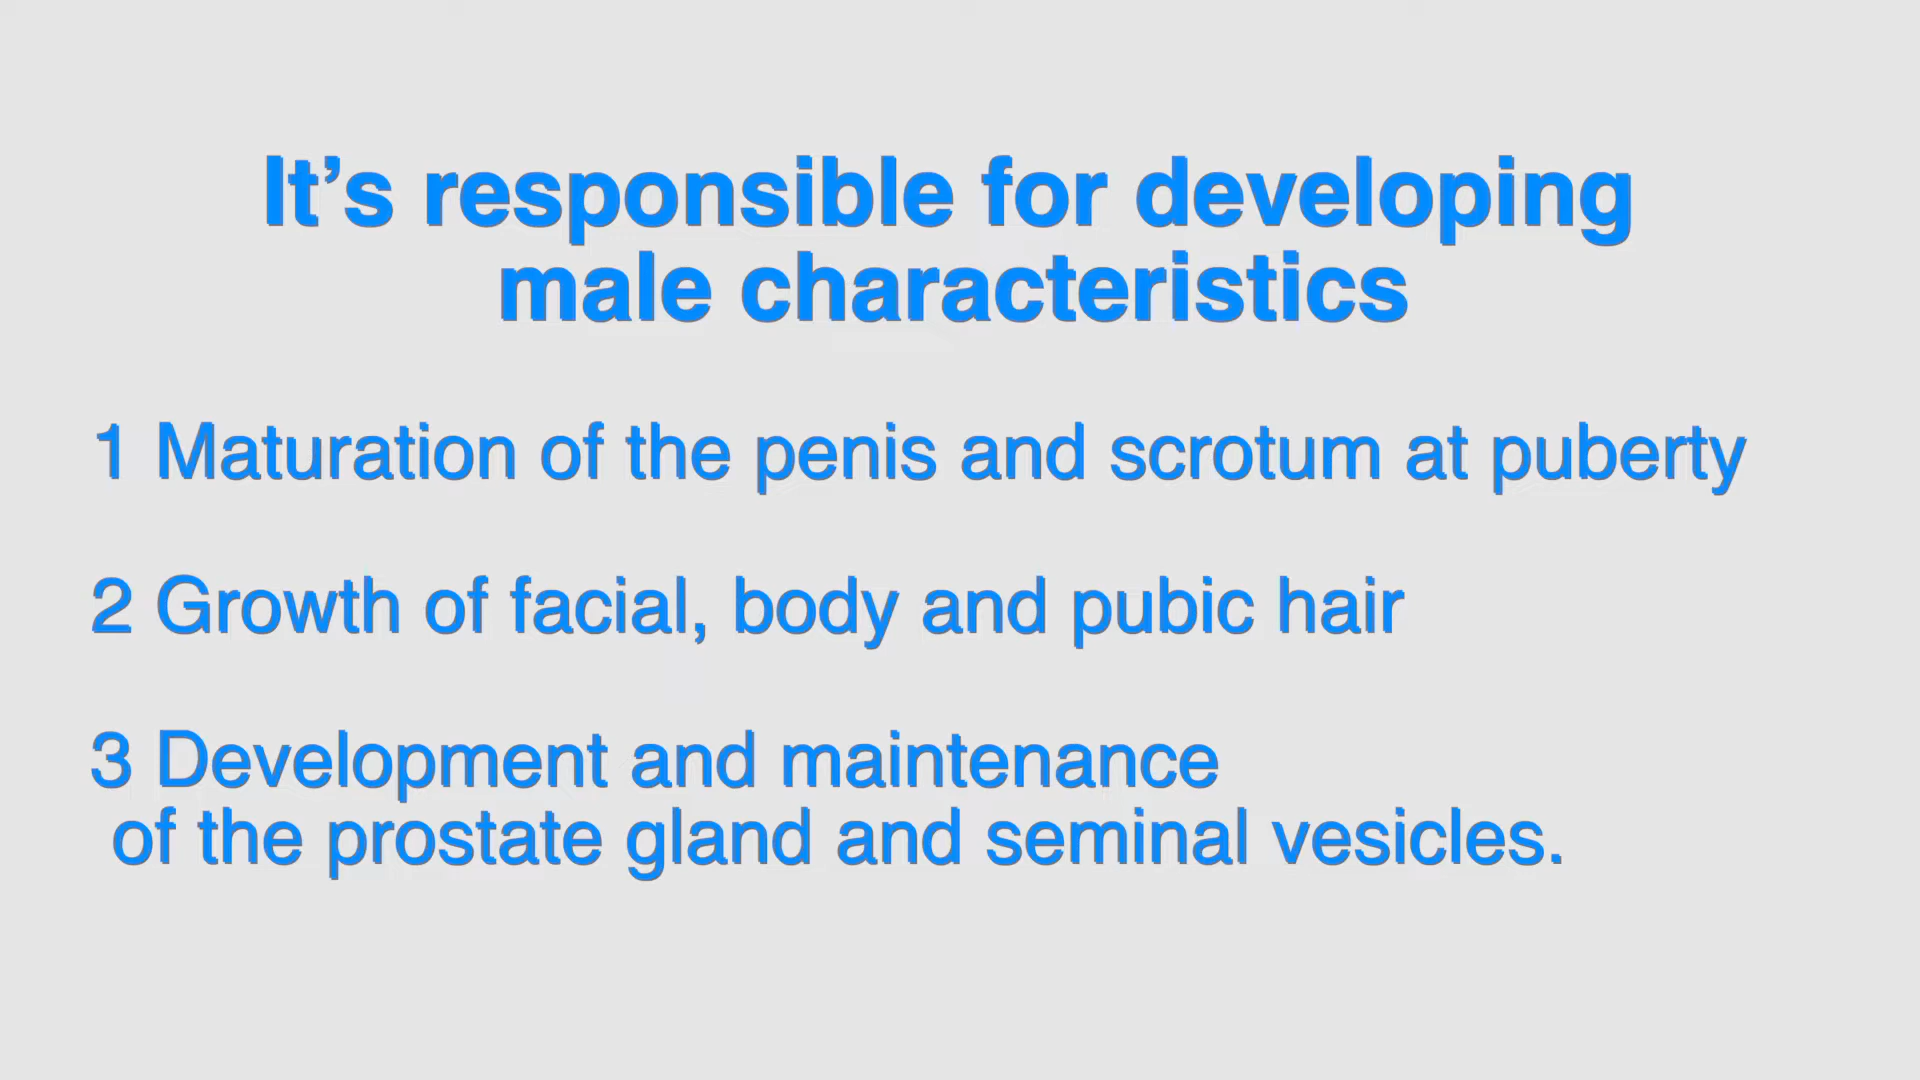 It’s responsible for developing
male characteristics
1 Maturation of the penis and scrotum at puberty
2 Growth of facial, body and pubic hair
3 Development and maintenance
of the prostate gland and seminal vesicles.